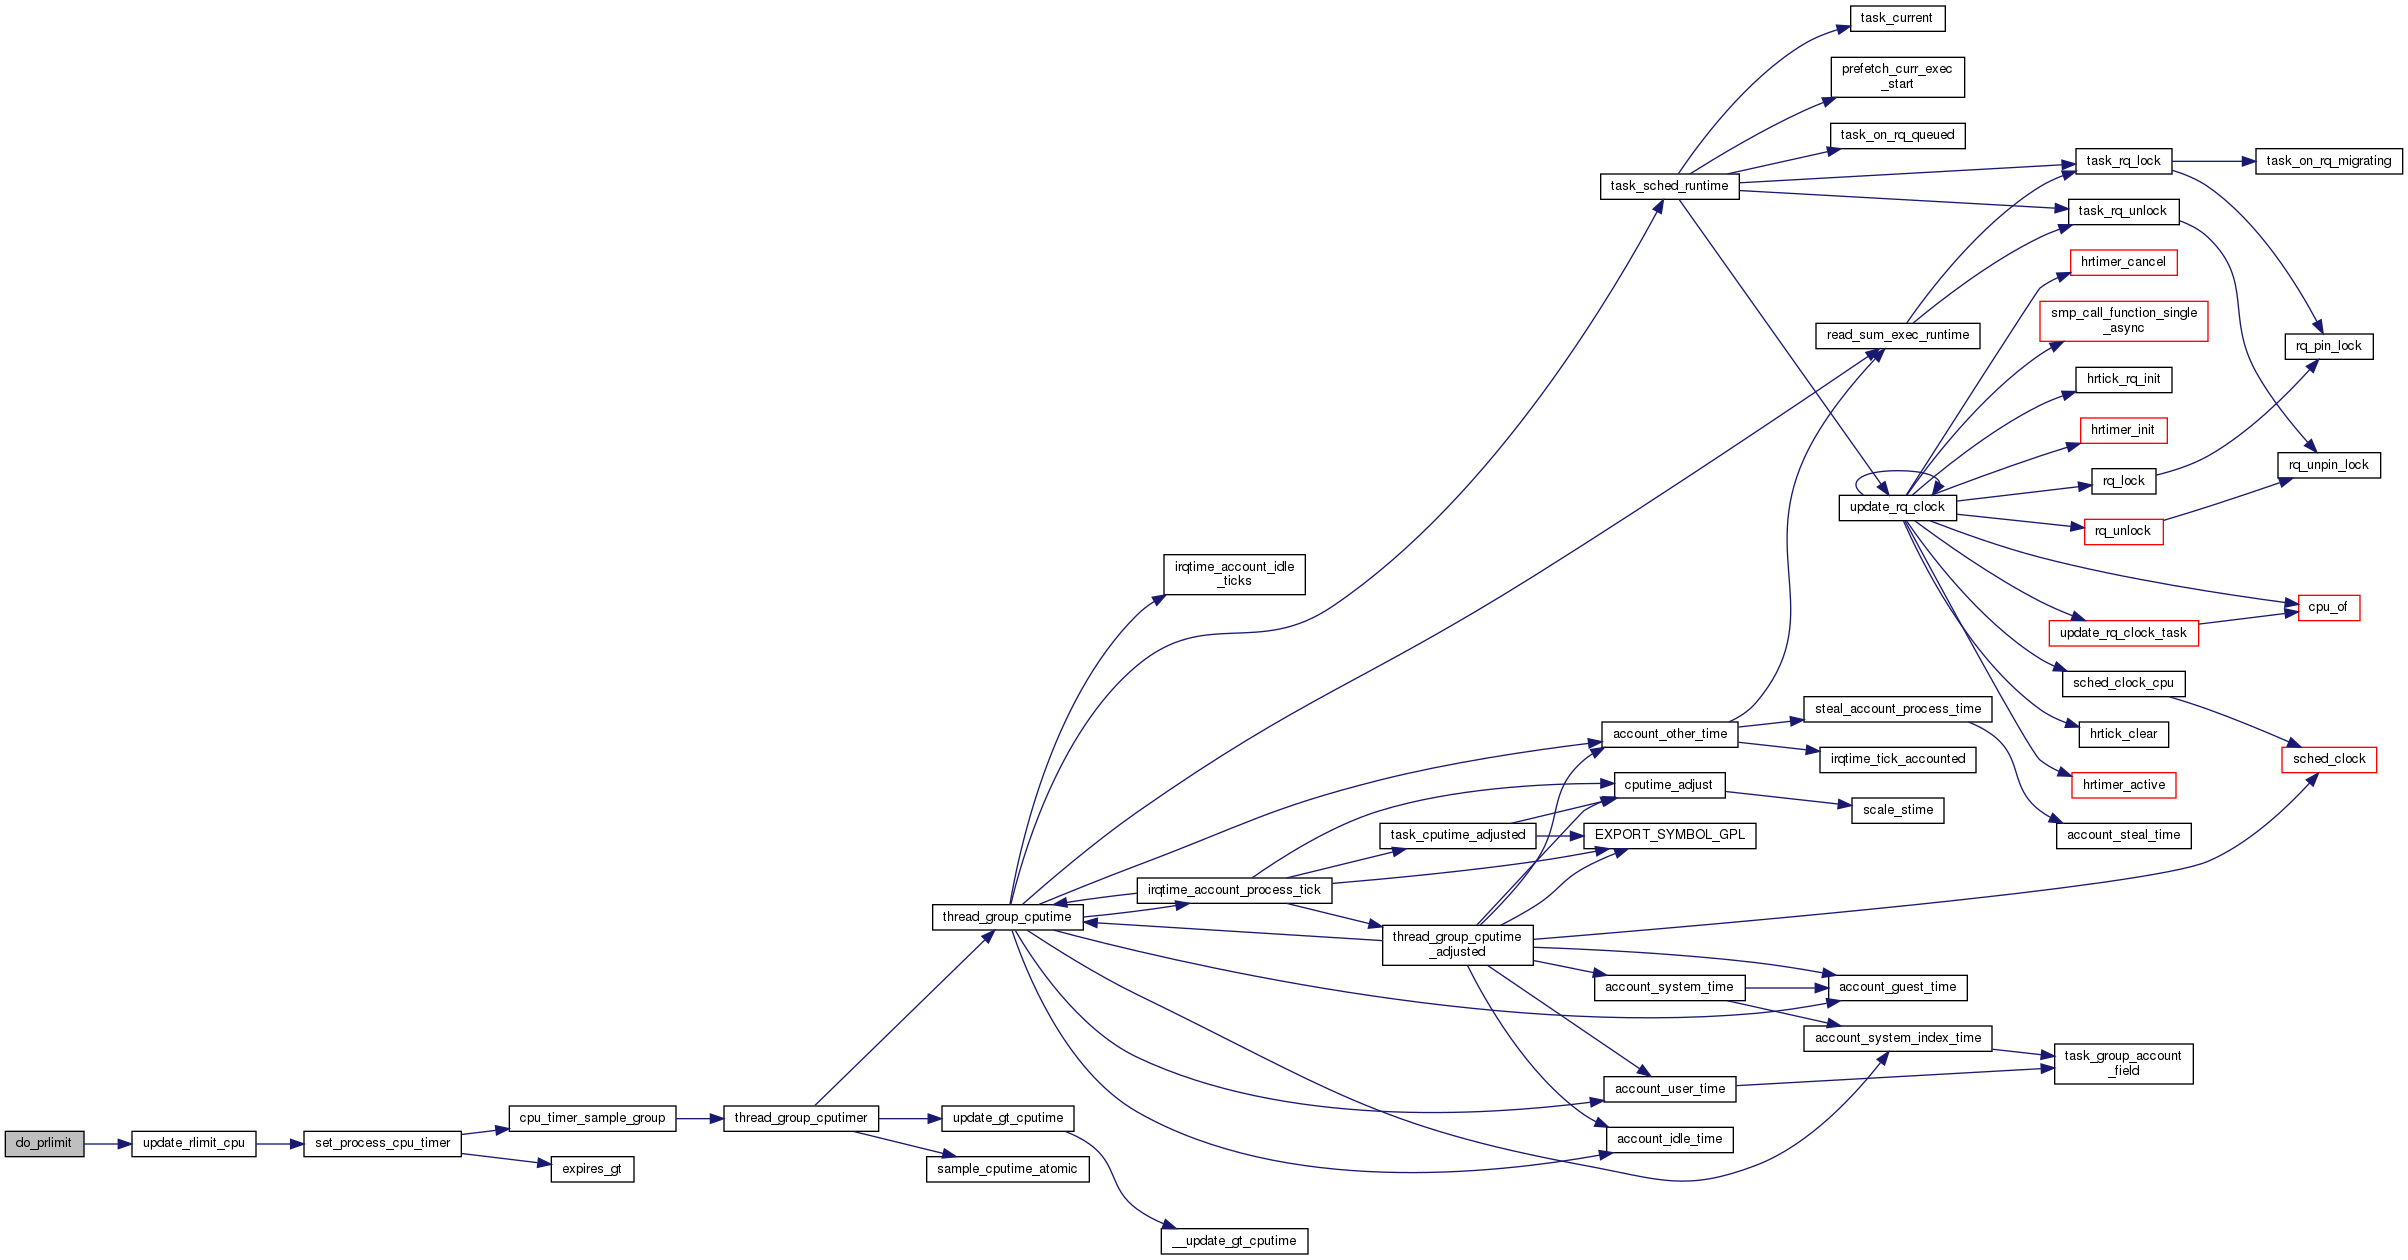 do_prlimit
update_rlimit_cpu
set_process_cpu_timer
cpu_timer_sample_group
expires_gt
thread_group_cputimer
thread_group_cputime
update_gt_cputime
sample_cputime_atomic
irqtime_account_idle
_ticks
irqtime_account_process_tick
__update_gt_cputime
task_cputime_adjusted
thread_group_cputime
_adjusted
task_sched_runtime
account_other_time
cputime_adjust
EXPORT_SYMBOL_GPL
account_system_time
account_user_time
account_idle_time
task_current
prefetch_curr_exec
_start
task_on_rq_queued
read_sum_exec_runtime
update_rq_clock
steal_account_process_time
irqtime_tick_accounted
scale_stime
account_guest_time
account_system_index_time
task_rq_lock
task_rq_unlock
hrtimer_cancel
smp_call_function_single
_async
hrtick_rq_init
hrtimer_init
rq_lock
rq_unlock
update_rq_clock_task
sched_clock_cpu
hrtick_clear
hrtimer_active
account_steal_time
task_group_account
_field
task_on_rq_migrating
rq_pin_lock
rq_unpin_lock
cpu_of
sched_clock